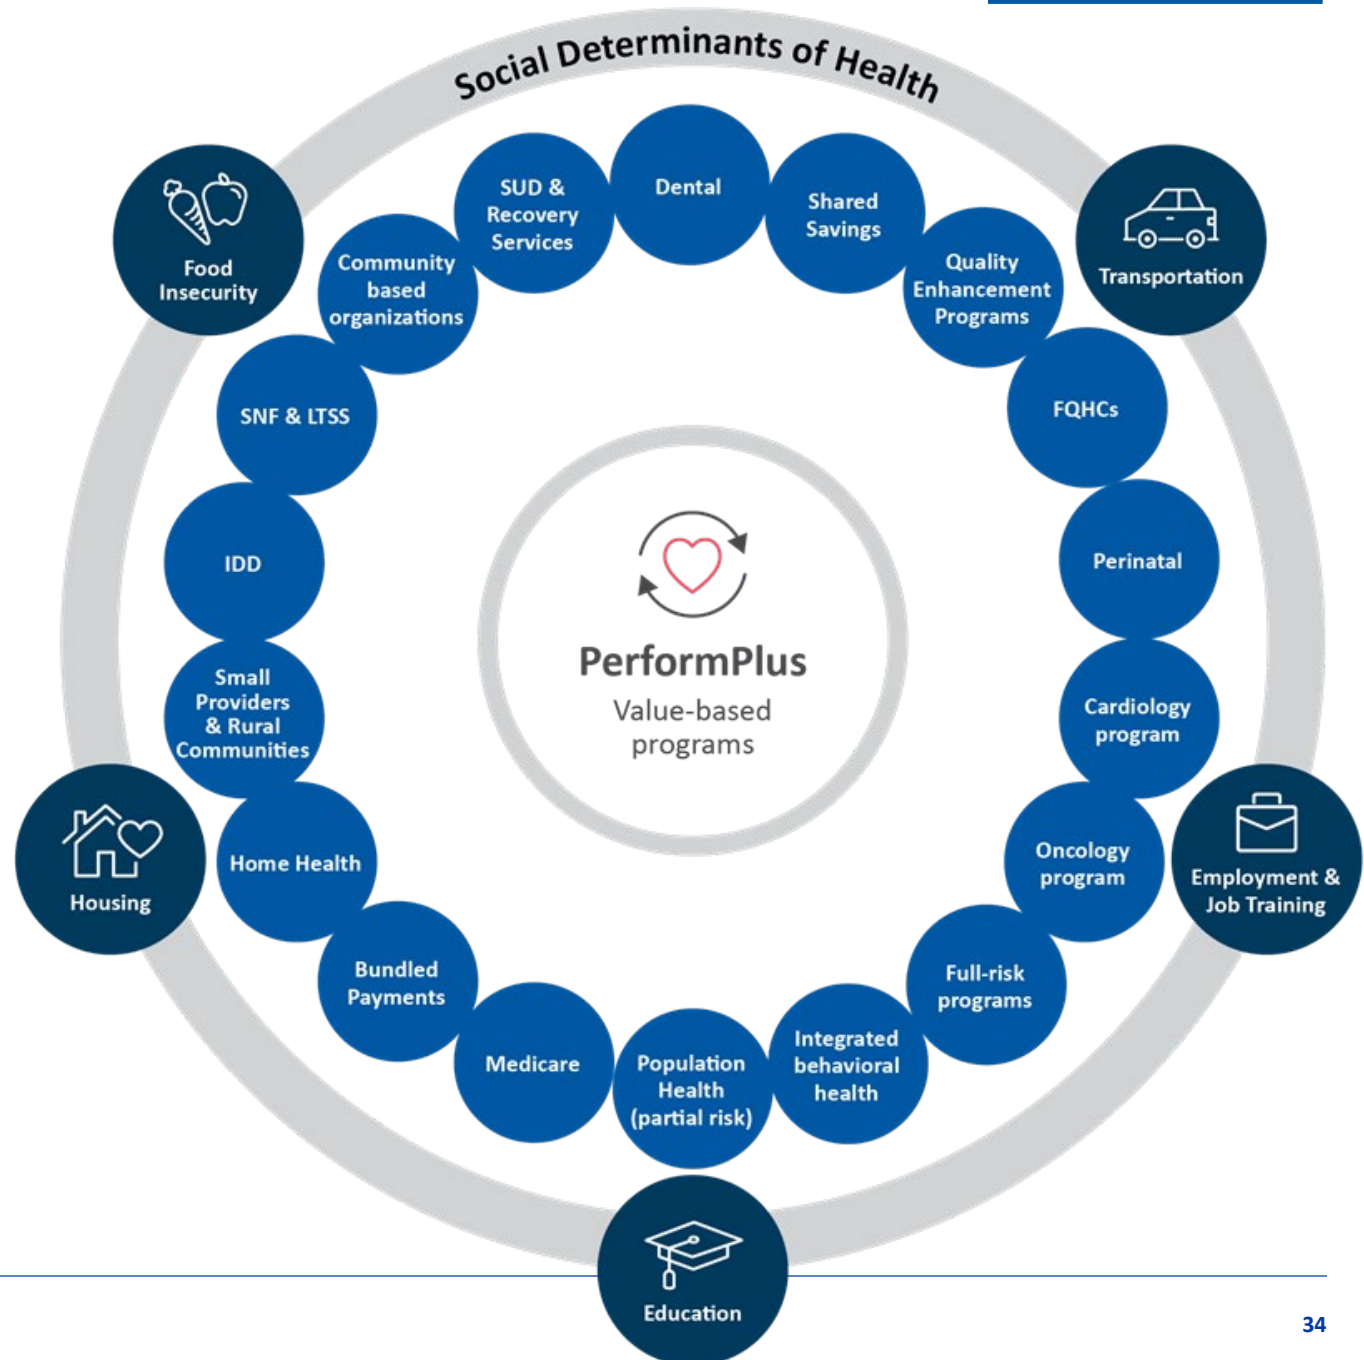 Social Determinants of Health
Food
Insecurity
Transportation
Employment &
Job Training
Education
Housing
Dental
Shared
Savings
Quality
Enhancement
Programs
FQHCs
Perinatal
Cardiology
program
Oncology
program
Full-risk
programs
Integrated
behavioral
health
Population
Health
(partial risk)
Medicare
Bundled
Payments
Home Health
Small
Providers
& Rural
Communities
IDD
SNF & LTSS
Community
based
organizations
SUD &
Recovery
Services
PerformPlus
Value-based
programs
34